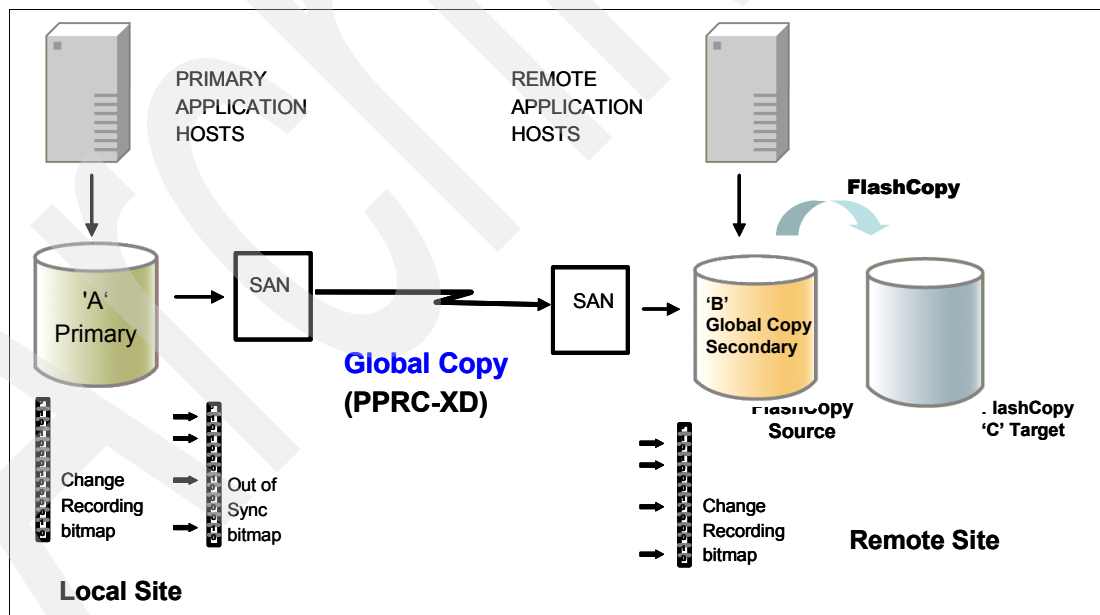 PRIMARY
APPLICATION
HOSTS
REMOTE
APPLICATION
HOSTS
FlashCopy
'A'
Primary
SAN
SAN
‘B’
Global Copy
Secondary
Global Copy
(PPRC-XD)
FlashCopy
Source
FlashCopy
‘C’ Target
Change
Recording
bitmap
Out of
Sync
bitmap
Change
Recording
bitmap
Remote Site
Local Site